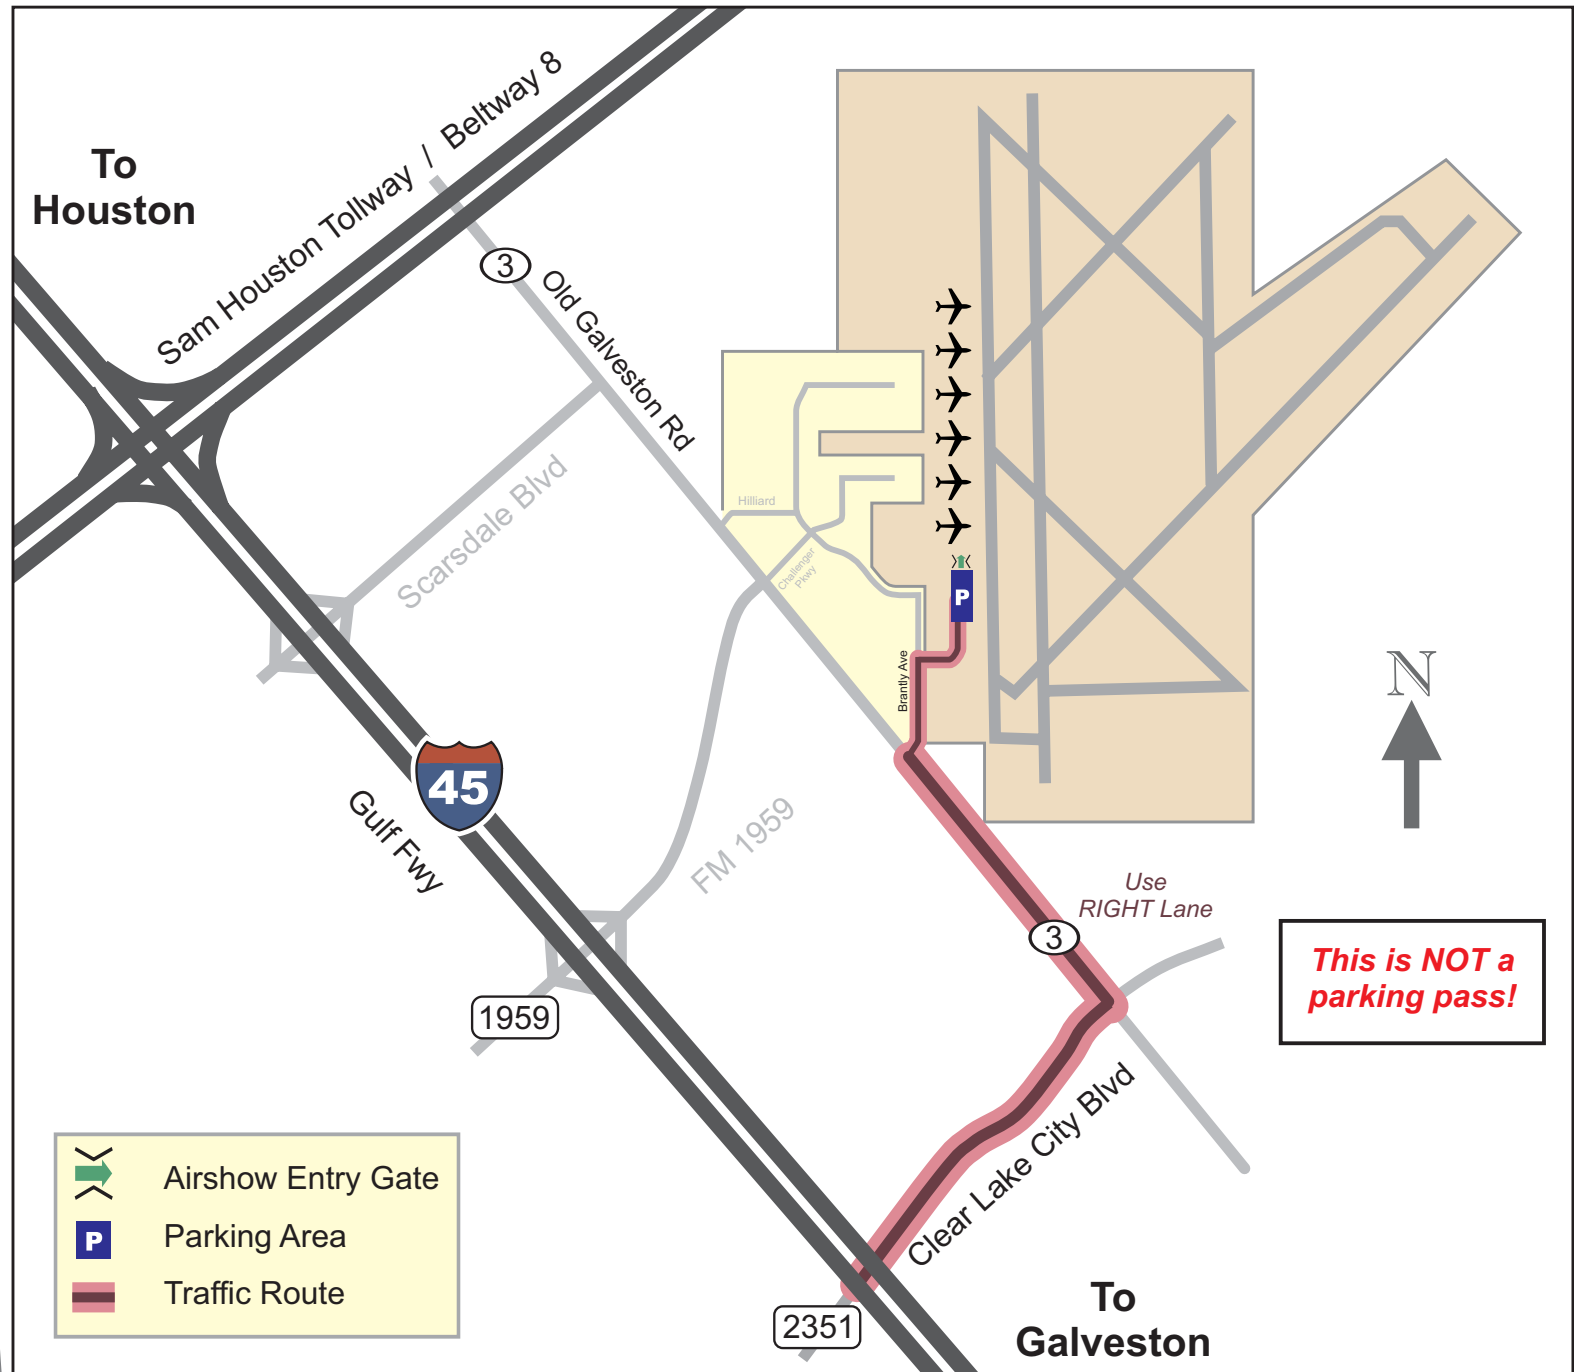 To
Houston
Sam Houston Tollway / Beltway 8
3
Old Galveston Rd
Scarsdale Blvd
Hilliard
Challenger
Pkwy
P
Brantly Ave
N
45
Gulf Fwy
FM 1959
Use
RIGHT Lane
3
This is NOT a
parking pass!
1959
Clear Lake City Blvd
Airshow Entry Gate
P Parking Area
Traffic Route
2351
To
Galveston